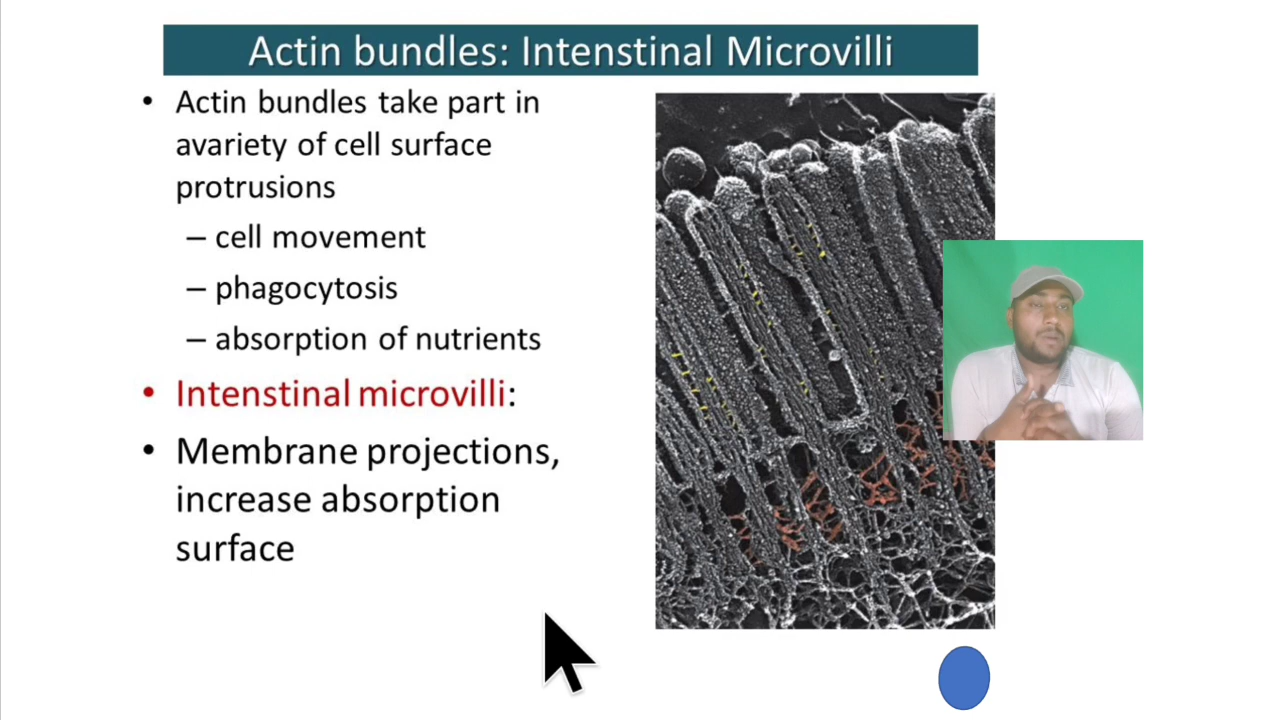 Actin bundles: Intenstinal Microvilli
• Actin bundles take part in
avariety of cell surface
protrusions
– cell movement
– phagocytosis
– absorption of nutrients
• Intenstinal microvilli:
• Membrane projections,
increase absorption
surface